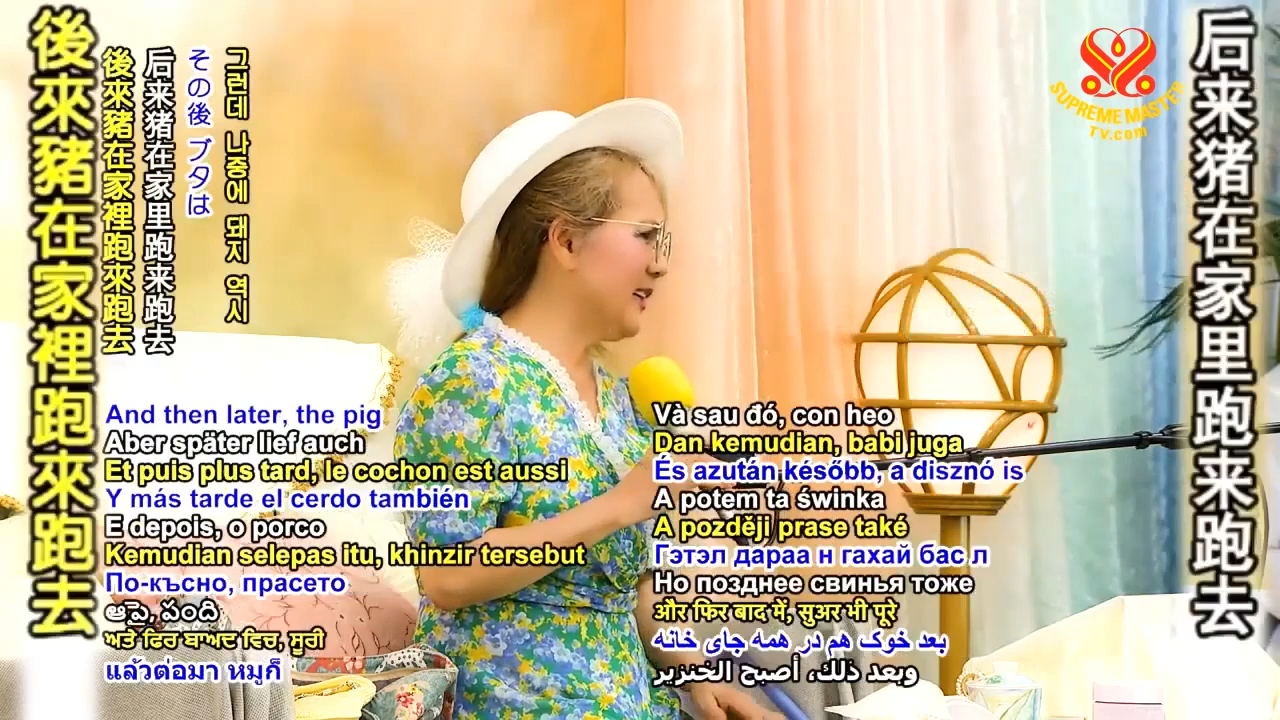 後來豬在家裡跑來跑去
後來豬在家裡跑來跑去
后来猪在家里跑来跑去
その後 ブタは
그런데 나중에 돼지 역시
SUPREME MASTER
TV.com
后来猪在家里跑来跑去
And then later, the pig
Aber später lief auch
Et puis plus tard, le cochon est aussi
Y más tarde el cerdo también
E depois, o porco
Kemudian selepas itu, khinzir tersebut
По-късно, прасето
ఆపై, పంది
ਅਤੇ ਫਿਰ ਬਾਅਦ ਵਿਚ, ਸੂਰੀ
แล้วต่อมา หมูก็
Và sau đó, con heo
Dan kemudian, babi juga
És azután később, a disznó is
A potem ta świnka
A později prase také
Гэтэл дараа н гахай бас л
Но позднее свинья тоже
और फिर बाद में, सुअर भी पूरे
بعد خوک هم در همه جای خانه
وبعد ذلك، أصبح الخنزير